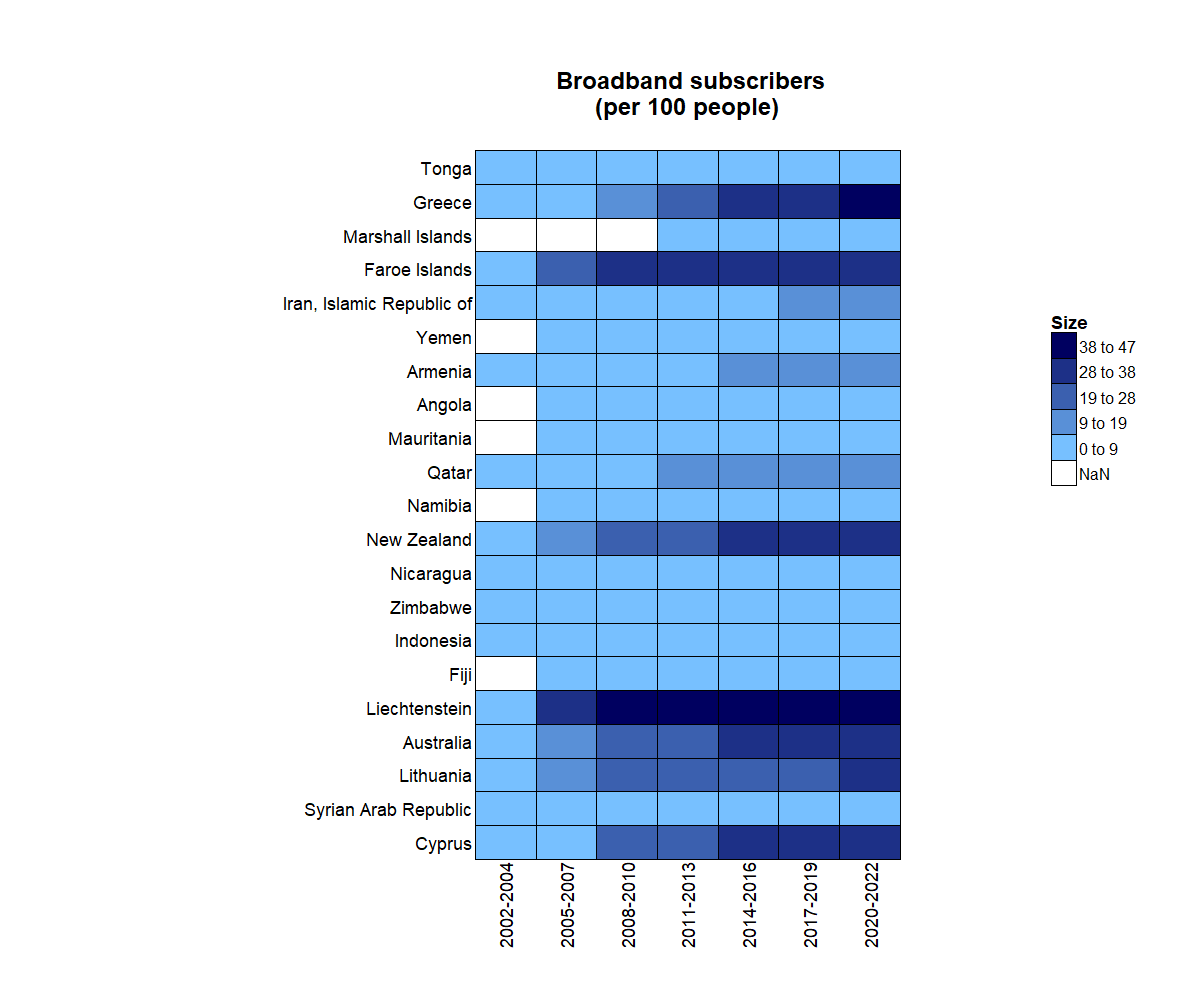 Broadband subscribers
(per 100 people)
Tonga
Greece
Marshall Islands
Faroe Islands
Iran, Islamic Republic of
Yemen
Armenia
Angola
Mauritania
Qatar
Namibia
New Zealand
Nicaragua
Zimbabwe
Indonesia
Fiji
Liechtenstein
Australia
Lithuania
Syrian Arab Republic
Cyprus
2002-2004
2005-2007
2008-2010
2011-2013
2014-2016
2017-2019
2020-2022
Size
38 to 47
28 to 38
19 to 28
9 to 19
0 to 9
NaN